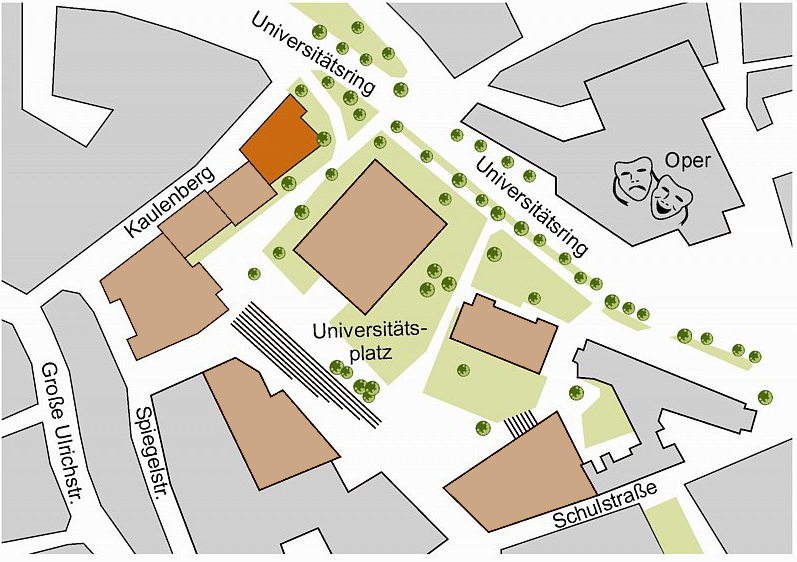 Universitätsring
Oper
Kaulenberg
Universitätsring
Universitäts-
platz
Große Ulrichstr.
Spiegelstr.
Schulstraße